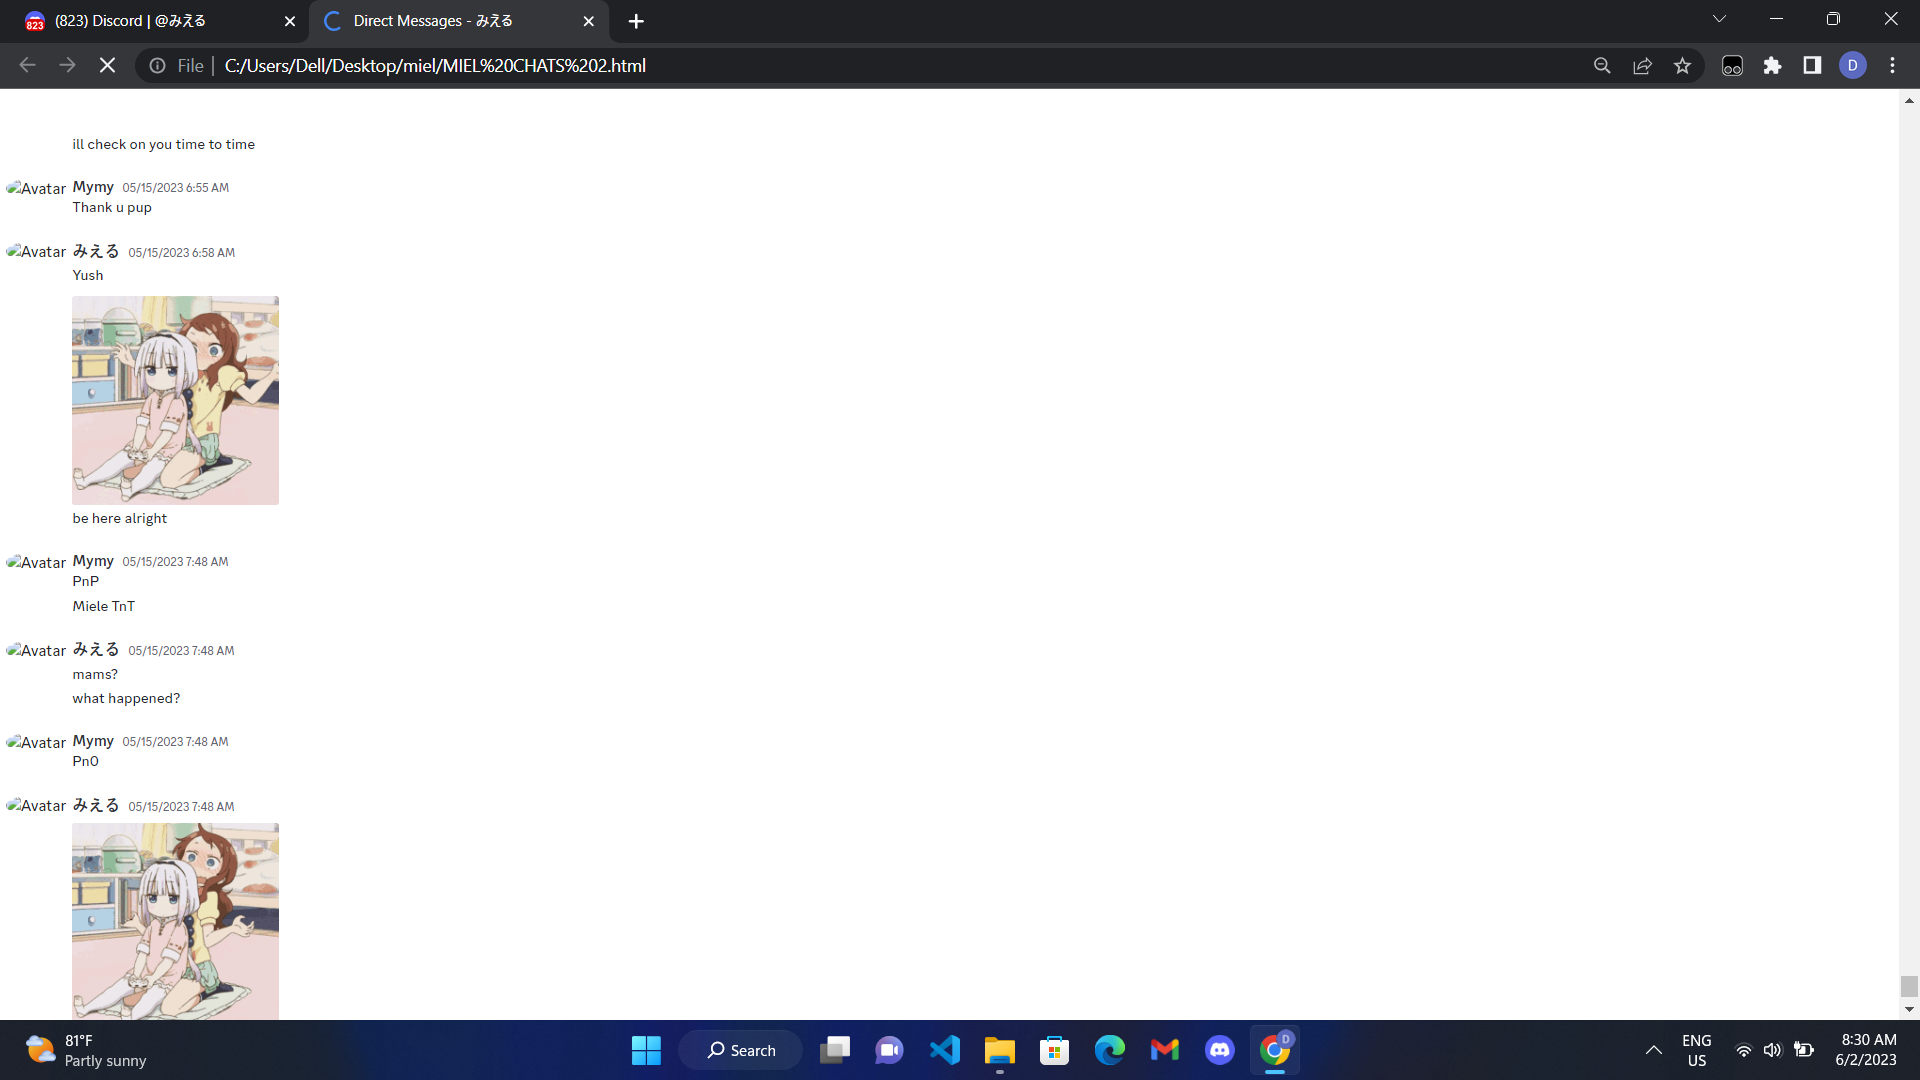 (823) Discord | @みえる
Direct Messages - みえる
File | C:/Users/Dell/Desktop/miel/MIEL%20CHATS%202.html
D
ill check on you time to time
Avatar Mymy 05/15/2023 6:55 AM
Thank u pup
Avatar みえる 05/15/2023 6:58 AM
Yush
be here alright
Avatar Mymy 05/15/2023 7:48 AM
PnP
Miele TnT
Avatar みえる 05/15/2023 7:48 AM
mams?
what happened?
Avatar Mymy 05/15/2023 7:48 AM
Pn0
Avatar みえる 05/15/2023 7:48 AM
81°F
Partly sunny
Search
D
ENG
US
8:30 AM
6/2/2023
823